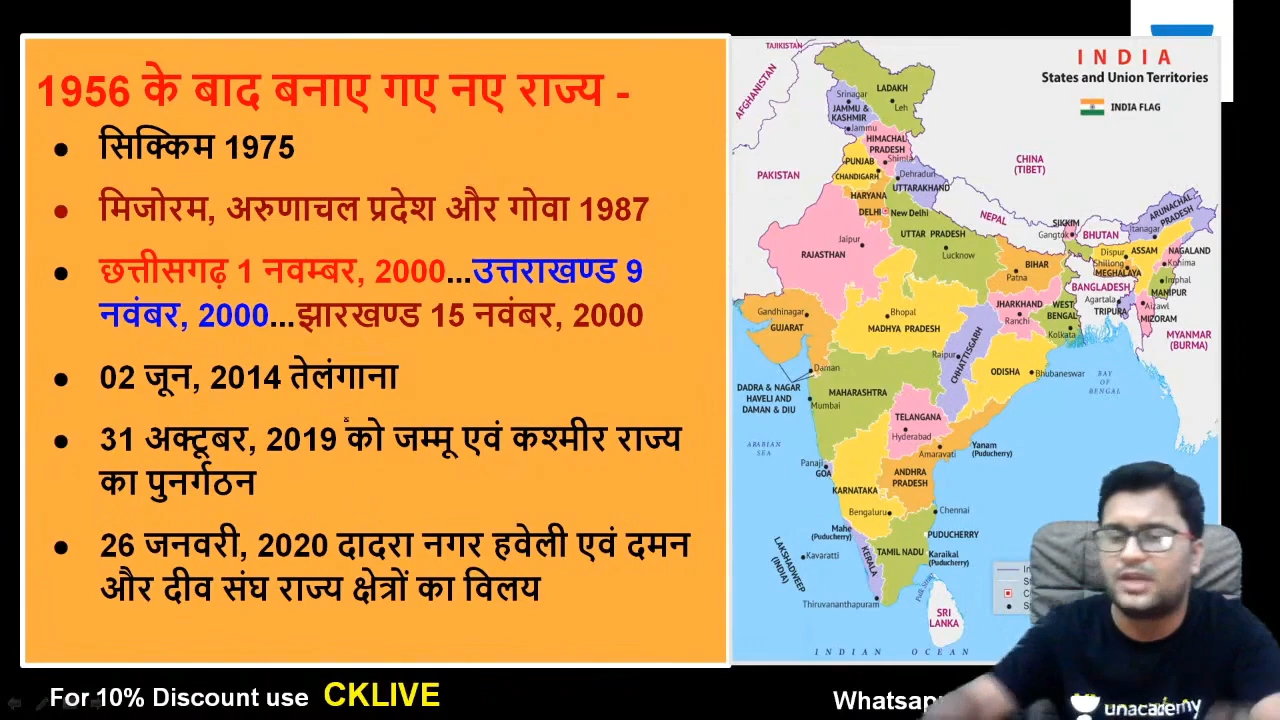 1956 के बाद बनाए गए नए राज्य -
• सिक्किम 1975
• मिजोरम, अरुणाचल प्रदेश और गोवा 1987
• छत्तीसगढ़ 1 नवम्बर, 2000...उत्तराखण्ड 9
नवंबर, 2000...झारखण्ड 15 नवंबर, 2000
• 02 जून, 2014 तेलंगाना
• 31 अक्टूबर, 2019 को जम्मू एवं कश्मीर राज्य
का पुनर्गठन
• 26 जनवरी, 2020 दादरा नगर हवेली एवं दमन
और दीव संघ राज्य क्षेत्रों का विलय
INDIA
States and Union Territories
INDIA FLAG
TAJIKISTAN
AFGHANISTAN
LADAKH
Leh
Srinagar
JAMMU &
KASHMIR
Jammu
HIMACHAL
PRADESH
Shimla
PUNJAB
CHANDIGARH
Dehradun
UTTARAKHAND
CHINA
(TIBET)
PAKISTAN
HARYANA
DELHI
New Delhi
NEPAL
SIKKIM
Gangtok
BHUTAN
ARUNACHAL
PRADESH
Itanagar
Jaipur
RAJASTHAN
UTTAR PRADESH
Lucknow
BIHAR
Patna
Dispur
ASSAM
NAGALAND
Kohima
Shillong
MEGHALAYA
Imphal
MANIPUR
BANGLADESH
Agartala
TRIPURA
Aizawl
MIZORAM
MYANMAR
(BURMA)
JHARKHAND
Ranchi
WEST
BENGAL
Kolkata
Gandhinagar
GUJARAT
Bhopal
MADHYA PRADESH
Raipur
CHHATTISGARH
ODISHA
Bhubaneswar
BAY
OF
BENGAL
Daman
DADRA & NAGAR
HAVELI AND
DAMAN & DIU
MAHARASHTRA
Mumbai
TELANGANA
Hyderabad
ARABIAN
SEA
Amaravati
Yanam
(Puducherry)
Panaji
GOA
ANDHRA
PRADESH
KARNATAKA
Bengaluru
Chennai
Mahe
(Puducherry)
PUDUCHERRY
Karaikal
(Puducherry)
TAMIL NADU
KERALA
LAKSHADWEEP
(INDIA)
Kavaratti
Thiruvananthapuram
SRI
LANKA
INDIAN OCEAN
For 10% Discount use CKLIVE
unacademy